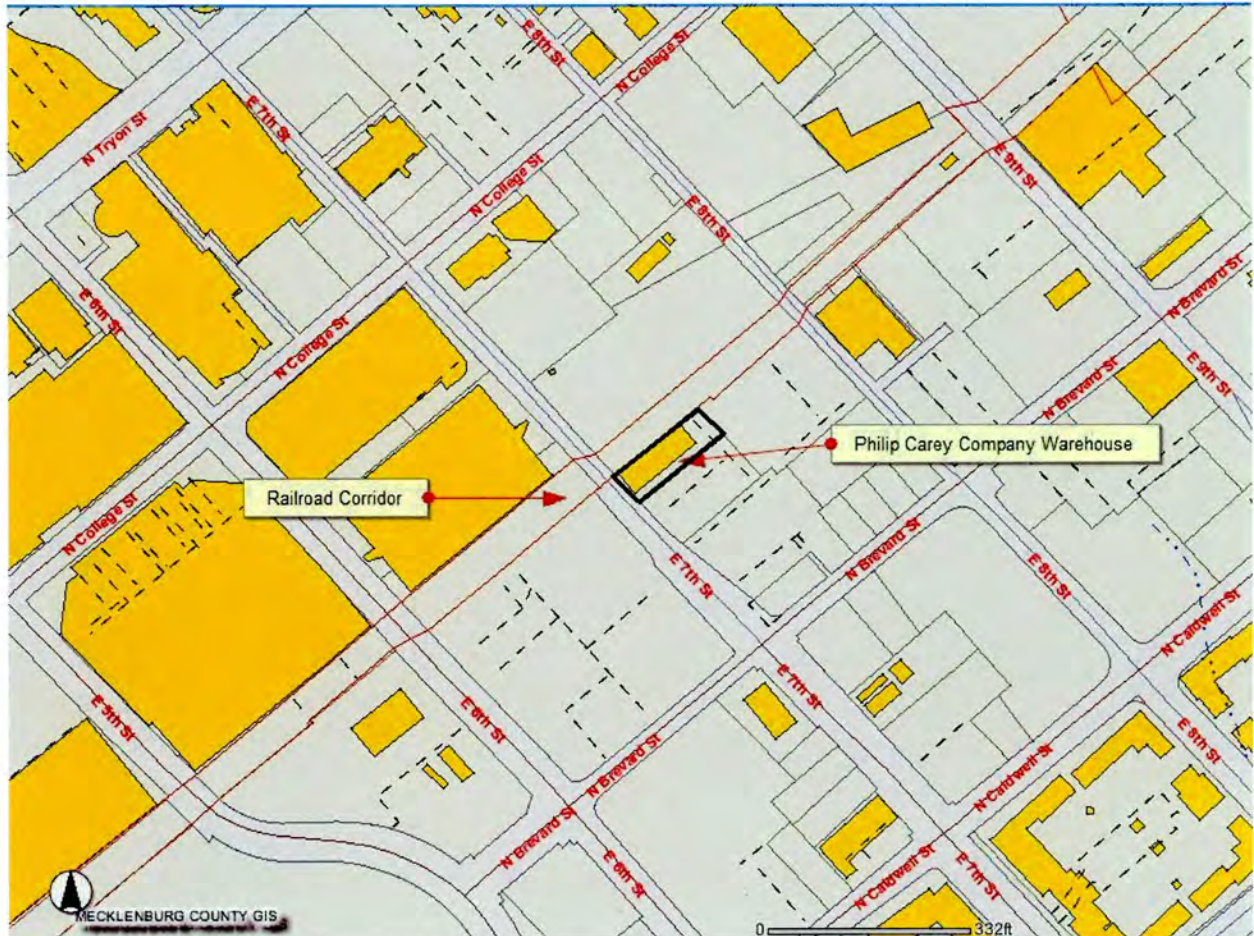 E 8th St
N College St
N Tryon St
E 7th St
E 9th St
N College St
E 8th St
N Brevard St
E 6th St
N College St
E 9th St
N Brevard St
Philip Carey Company Warehouse
Railroad Corridor
N College St
N Brevard St
E 8th St
E 7th St
N Caldwell St
E 5th St
E 6th St
E 7th St
E 8th St
N Brevard St
N Caldwell St
N Brevard St
N Caldwell St
E 7th St
E 6th St
MECKLENBURG COUNTY GIS
0 332ft